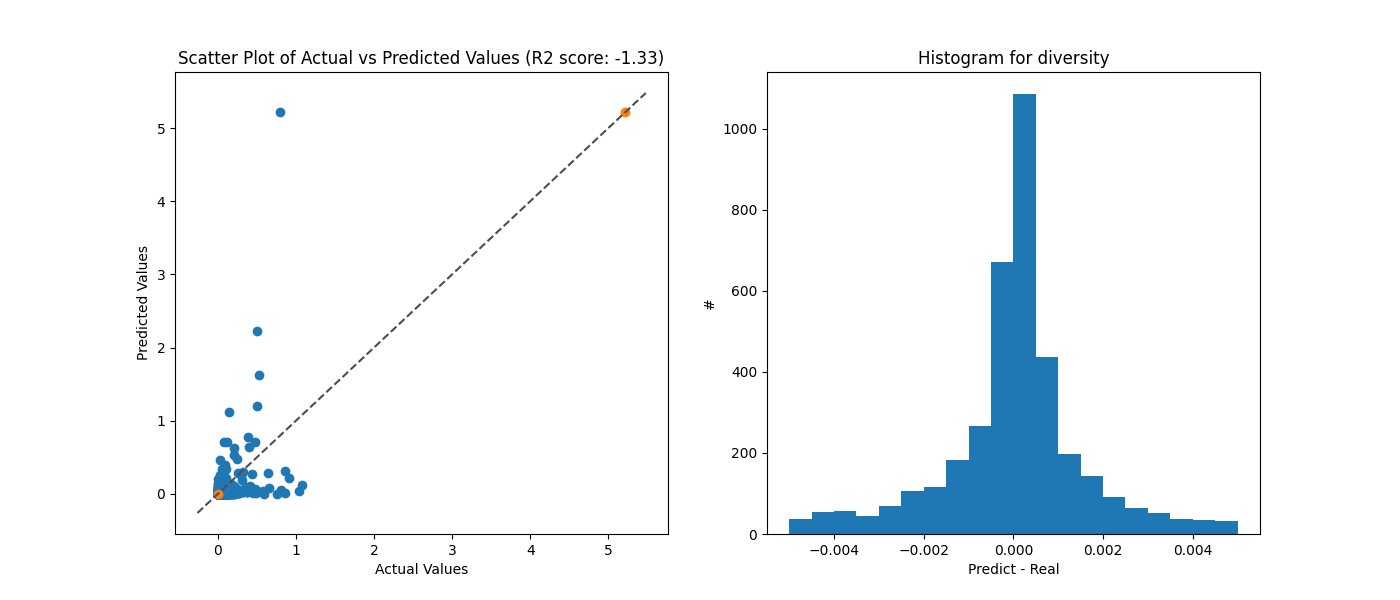 Scatter Plot of Actual vs Predicted Values (R2 score: -1.33)
Predicted Values
5
4
3
2
1
0
0 1 2 3 4 5
Actual Values
Histogram for diversity
#
1000
800
600
400
200
0
−0.004 −0.002 0.000 0.002 0.004
Predict - Real